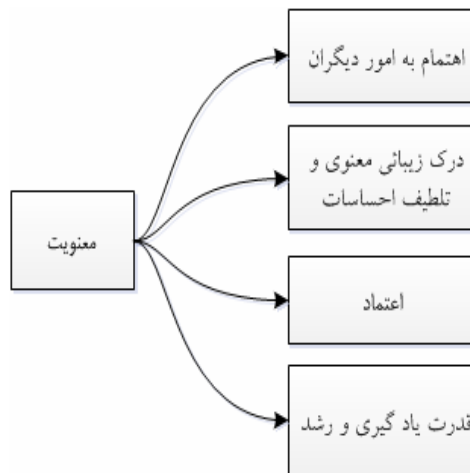 اهتمام به امور دیگران
درک زیبائی معنوی و
تلطیف احساسات
معنویت
اعتماد
قدرت یاد گیری و رشد